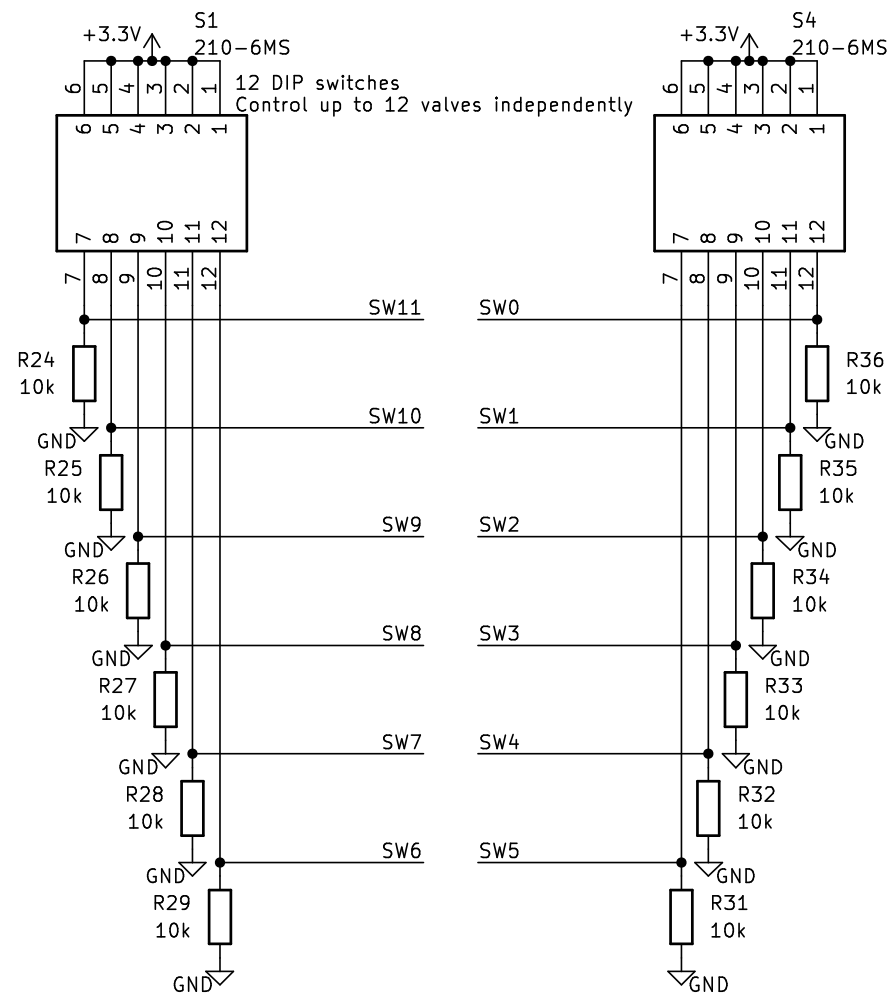 +3.3V S1 +3.3V S4
210-6MS 210-6MS
6 5 4 3 2 1 6 5 4 3 2 1
12 DIP switches
Control up to 12 valves independently
6 5 4 3 2 1 6 5 4 3 2 1
7 8 9 10 11 12 7 8 9 10 11 12
7 8 9 10 11 12 7 8 9 10 11 12
SW11 SW0
R24 R36
10k 10k
SW10 SW1
GND GND
R25 R35
10k 10k
SW9 SW2
GND GND
R26 R34
10k 10k
SW8 SW3
GND GND
R27 R33
10k 10k
SW7 SW4
GND GND
R28 R32
10k 10k
SW6 SW5
GND GND
R29 R31
10k 10k
GND GND